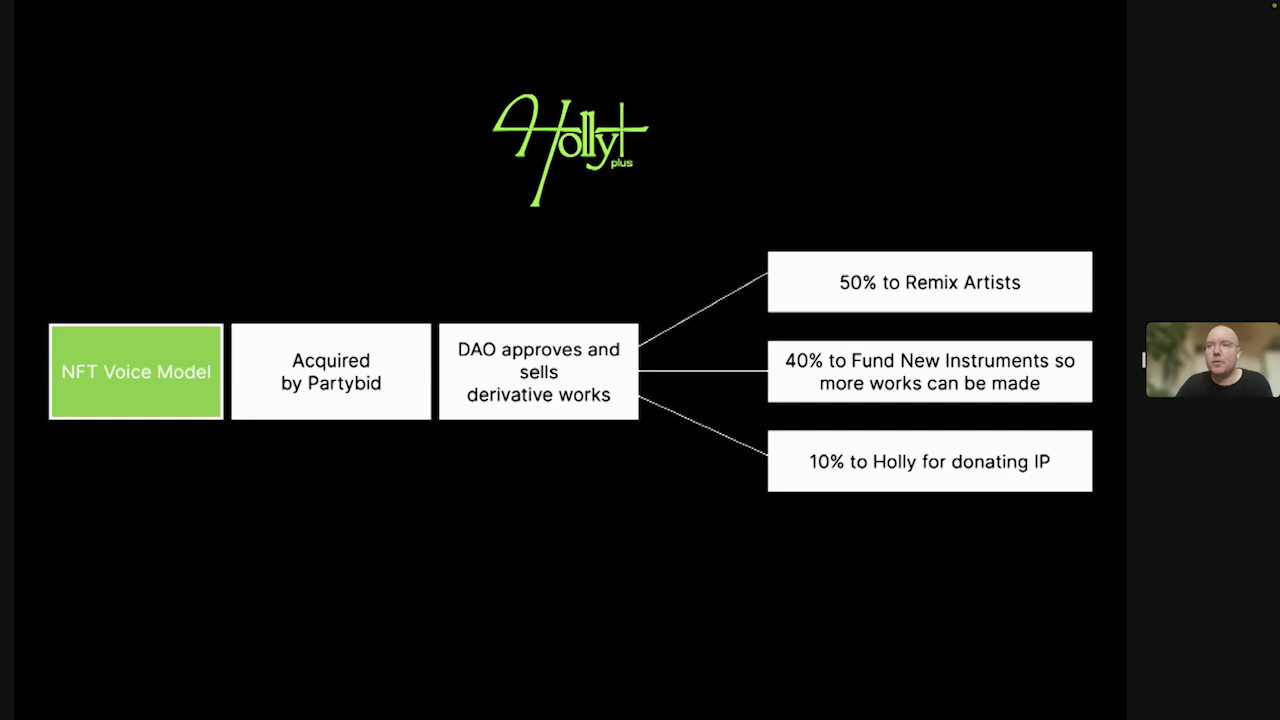 Holly+
plus
NFT Voice Model
Acquired
by Partybid
DAO approves and
sells
derivative works
50% to Remix Artists
40% to Fund New Instruments so
more works can be made
10% to Holly for donating IP